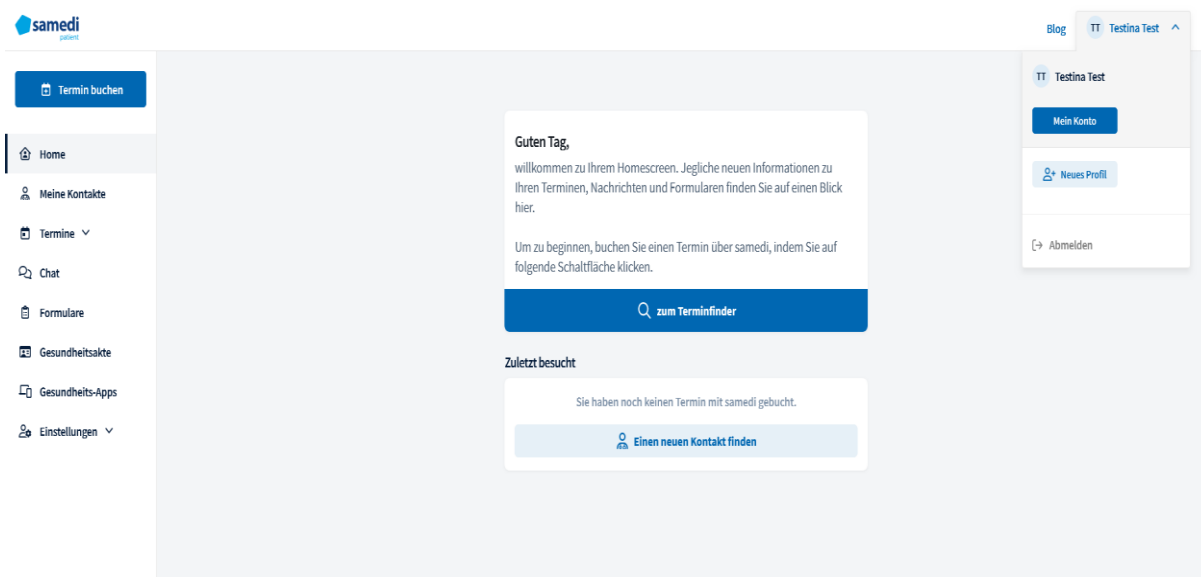 samedi
patient
Blog
TT Testina Test
TT Testina Test
Mein Konto
Neues Profil
Abmelden
Termin buchen
Home
Meine Kontakte
Termine
Chat
Formulare
Gesundheitsakte
Gesundheits-Apps
Einstellungen
Guten Tag,
willkommen zu Ihrem Homescreen. Jegliche neuen Informationen zu
Ihren Terminen, Nachrichten und Formularen finden Sie auf einen Blick
hier.
Um zu beginnen, buchen Sie einen Termin über samedi, indem Sie auf
folgende Schaltfläche klicken.
zum Terminfinder
Zuletzt besucht
Sie haben noch keinen Termin mit samedi gebucht.
Einen neuen Kontakt finden